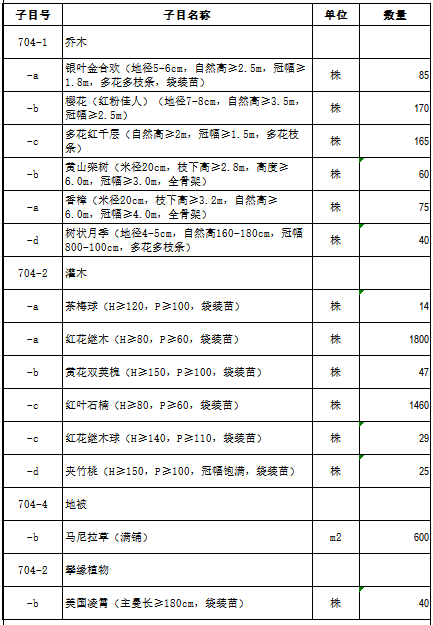 子目号 子目名称 单位 数量
704-1 乔木
-a 银叶金合欢（地径5-6cm，自然高≥2.5m，冠幅≥
1.8m，多花多枝条，袋装苗） 株 85
-b 樱花（红粉佳人）（地径7-8cm，自然高≥3.5m，
冠幅≥2.5m） 株 170
-c 多花红千层（自然高≥2m，冠幅≥1.5m，多花枝
条） 株 165
-b 黄山栾树（米径20cm，枝下高≥2.8m，高度≥
6.0m，冠幅≥3.0m，全骨架） 株 60
-a 香樟（米径20cm，枝下高≥3.2m，自然高≥
6.0m，冠幅≥4.0m，全骨架） 株 75
-d 树状月季（地径4-5cm，自然高160-180cm，冠幅
800-100cm，多花多枝条） 株 40
704-2 灌木
-a 茶梅球（H≥120，P≥100，袋装苗） 株 14
-a 红花继木（H≥80，P≥60，袋装苗） 株 1800
-b 黄花双荚槐（H≥150，P≥100，袋装苗） 株 47
-c 红叶石楠（H≥80，P≥60，袋装苗） 株 1460
-c 红花继木球（H≥140，P≥110，袋装苗） 株 29
-d 夹竹桃（H≥150，P≥100，冠幅饱满，袋装苗） 株 25
704-4 地被
-b 马尼拉草（满铺） m2 600
704-2 攀缘植物
-b 美国凌霄（主蔓长≥180cm，袋装苗） 株 40